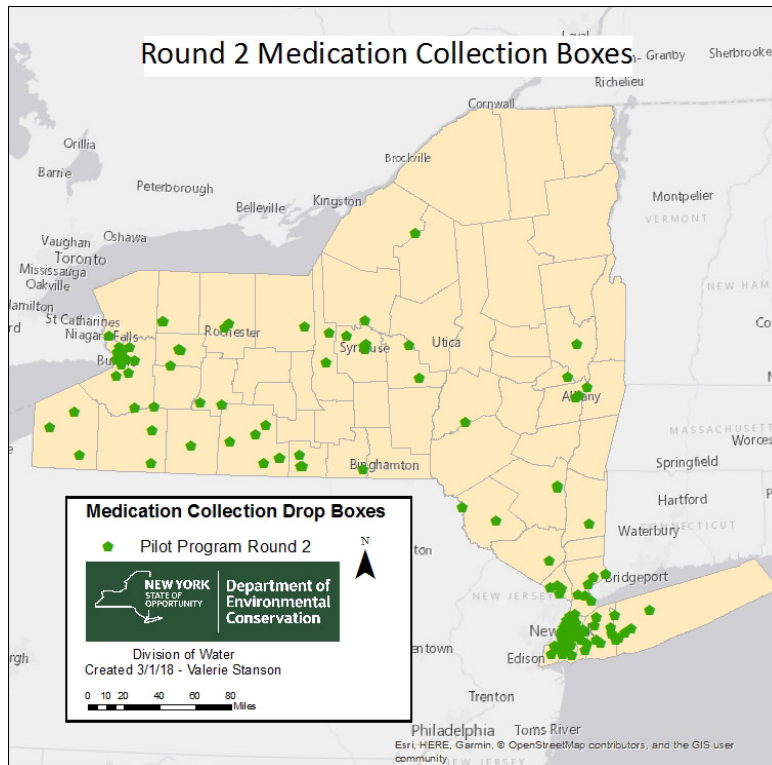 Round 2 Medication Collection Boxes
Granby
Sherbrooke
Richelieu
Cornwall
Orillia
Barrie
Brockville
Peterborough
Belleville
Kingston
Montpelier
VERMONT
Vaughan
Oshawa
Toronto
Mississauga
Oakville
Hamilton
St Catharines
Niagara Falls
Rochester
Syracuse
Utica
NEW HAM
Albany
MASSACHUSETT
Worces
Springfield
Binghamton
Hartford
CONNECTICUT
Waterbury
Bridgeport
NEW JERSEY
New
Edison
Trenton
Philadelphia
Toms River
Medication Collection Drop Boxes
Pilot Program Round 2
N
NEW YORK
STATE OF
OPPORTUNITY
Department of
Environmental
Conservation
Division of Water
Created 3/1/18 - Valerie Stanson
0 10 20 40 60 80
Miles
Esri, HERE, Garmin, © OpenStreetMap contributors, and the GIS user
community